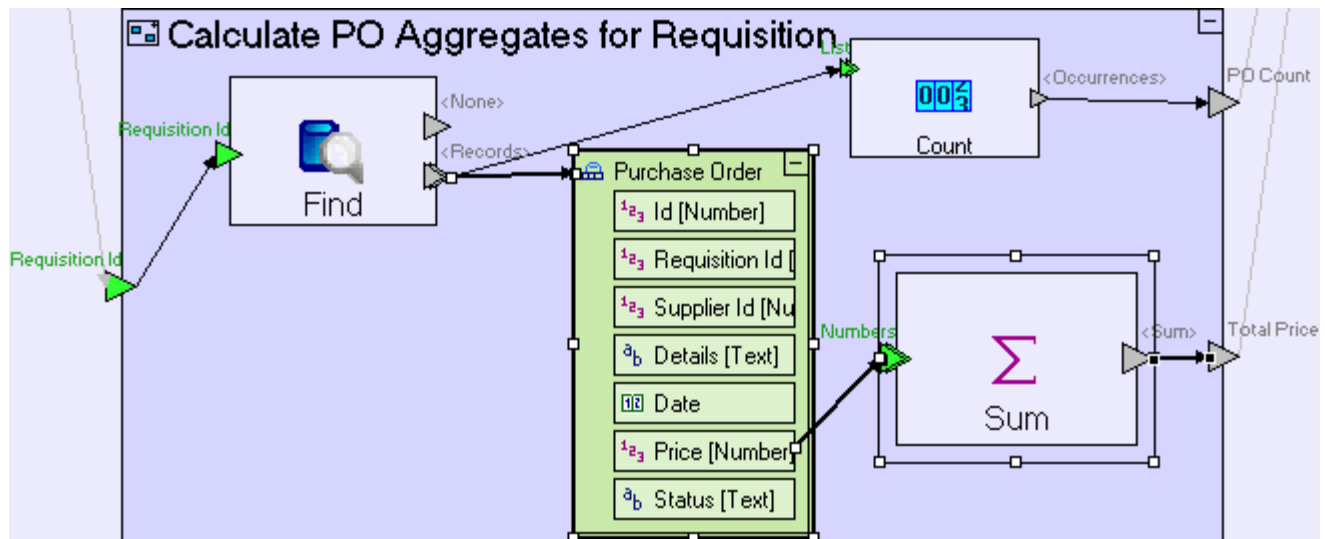 Calculate PO Aggregates for Requisition
List
<Occurrences>
PO Count
<None>
Requisition Id
<Records>
Count
Find
Purchase Order
Id [Number]
Requisition Id
Requisition Id [
Supplier Id [Nu
Numbers
<Sum>
Total Price
Details [Text]
Date
Sum
Price [Number]
Status [Text]